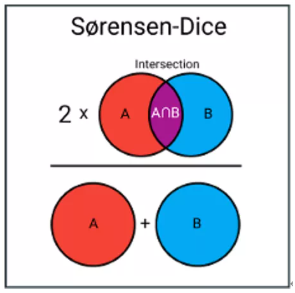 Sørensen-Dice
Intersection
2 x A A∩B B
A + B